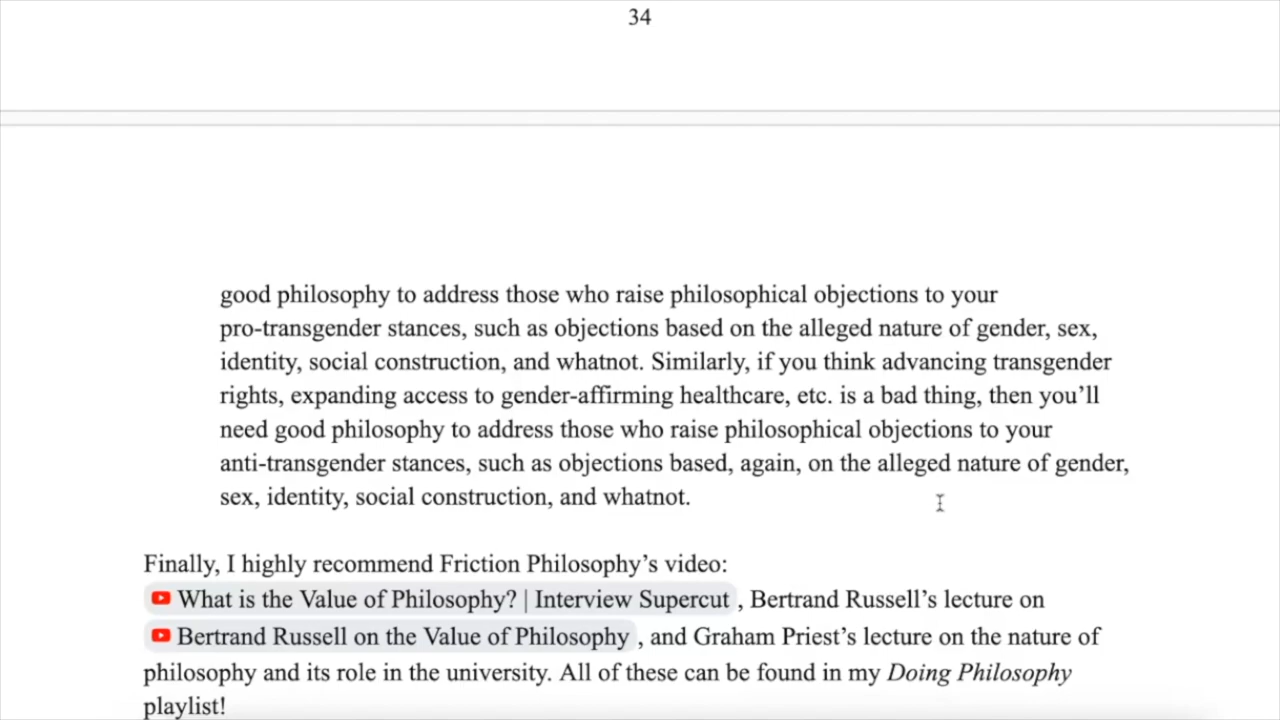 34
good philosophy to address those who raise philosophical objections to your
pro-transgender stances, such as objections based on the alleged nature of gender, sex,
identity, social construction, and whatnot. Similarly, if you think advancing transgender
rights, expanding access to gender-affirming healthcare, etc. is a bad thing, then you’ll
need good philosophy to address those who raise philosophical objections to your
anti-transgender stances, such as objections based, again, on the alleged nature of gender,
sex, identity, social construction, and whatnot.
Finally, I highly recommend Friction Philosophy’s video:
What is the Value of Philosophy? | Interview Supercut , Bertrand Russell’s lecture on
Bertrand Russell on the Value of Philosophy , and Graham Priest’s lecture on the nature of
philosophy and its role in the university. All of these can be found in my Doing Philosophy
playlist!